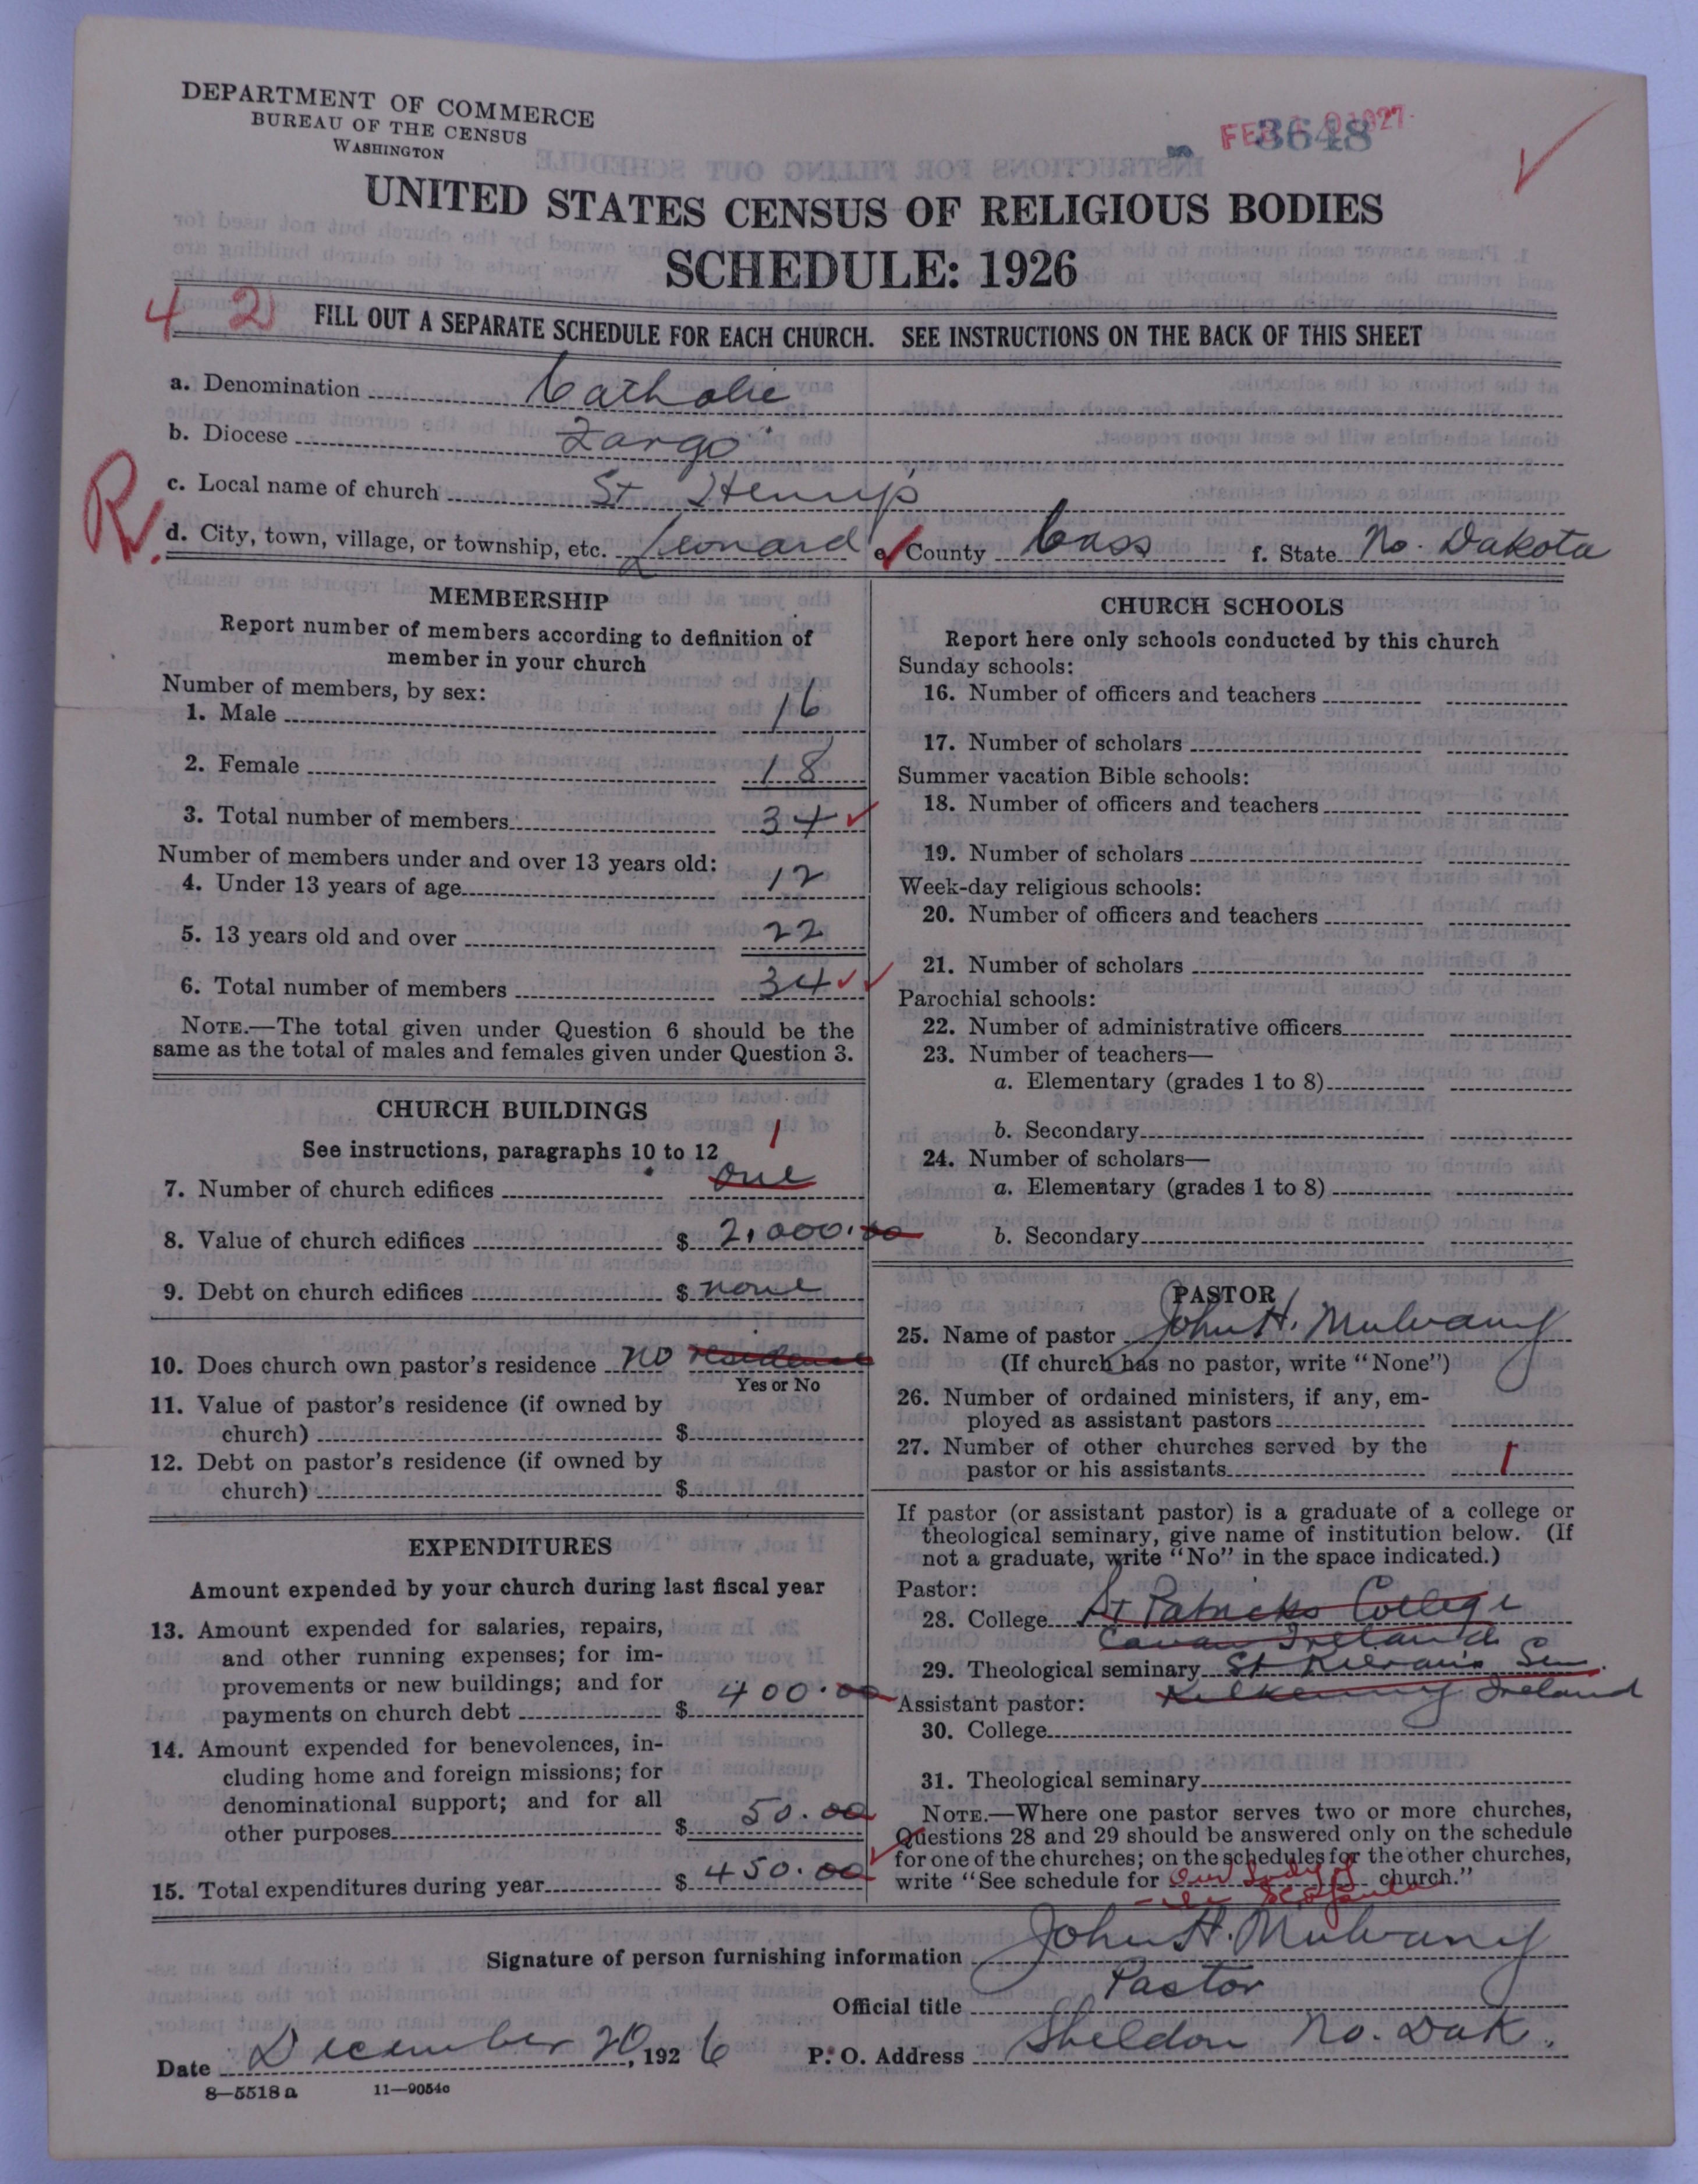 DEPARTMENT OF COMMERCE
BUREAU OF THE CENSUS
WASHINGTON
3648
UNITED STATES CENSUS OF RELIGIOUS BODIES
SCHEDULE: 1926
4 2
FILL OUT A SEPARATE SCHEDULE FOR EACH CHURCH. SEE INSTRUCTIONS ON THE BACK OF THIS SHEET
a. Denomination Catholic
b. Diocese Fargo
c. Local name of church St Henry's
R.
d. City, town, village, or township, etc. Leonard e. County Cass f. State No. Dakota
MEMBERSHIP
Report number of members according to definition of
member in your church
Number of members, by sex:
1. Male 16
2. Female 18
3. Total number of members 34
Number of members under and over 13 years old:
4. Under 13 years of age 12
5. 13 years old and over 22
6. Total number of members 34
NOTE.—The total given under Question 6 should be the
same as the total of males and females given under Question 3.
CHURCH BUILDINGS
See instructions, paragraphs 10 to 12
1
7. Number of church edifices one
8. Value of church edifices $ 2,000.00
9. Debt on church edifices $ none
10. Does church own pastor's residence no residence
Yes or No
11. Value of pastor's residence (if owned by
church) $
12. Debt on pastor's residence (if owned by
church) $
EXPENDITURES
Amount expended by your church during last fiscal year
13. Amount expended for salaries, repairs,
and other running expenses; for im-
provements or new buildings; and for
payments on church debt $ 400.00
14. Amount expended for benevolences, in-
cluding home and foreign missions; for
denominational support; and for all
other purposes $ 50.00
15. Total expenditures during year $ 450.00
CHURCH SCHOOLS
Report here only schools conducted by this church
Sunday schools:
16. Number of officers and teachers
17. Number of scholars
Summer vacation Bible schools:
18. Number of officers and teachers
19. Number of scholars
Week-day religious schools:
20. Number of officers and teachers
21. Number of scholars
Parochial schools:
22. Number of administrative officers
23. Number of teachers—
a. Elementary (grades 1 to 8)
b. Secondary
24. Number of scholars—
a. Elementary (grades 1 to 8)
b. Secondary
PASTOR
25. Name of pastor John H. Mulvany
(If church has no pastor, write "None")
26. Number of ordained ministers, if any, em-
ployed as assistant pastors
27. Number of other churches served by the
pastor or his assistants 1
If pastor (or assistant pastor) is a graduate of a college or
theological seminary, give name of institution below. (If
not a graduate, write "No" in the space indicated.)
Pastor:
28. College St Patricks College
Cavan Ireland
29. Theological seminary St Kieran's Sem.
Kilkenny Ireland
Assistant pastor:
30. College
31. Theological seminary
NOTE.—Where one pastor serves two or more churches,
Questions 28 and 29 should be answered only on the schedule
for one of the churches; on the schedules for the other churches,
write "See schedule for Our Lady of church."
Signature of person furnishing information John H. Mulvany
Official title Pastor
Date December 20, 1926 P. O. Address Sheldon No. Dak.
8—5518 a 11—9054c